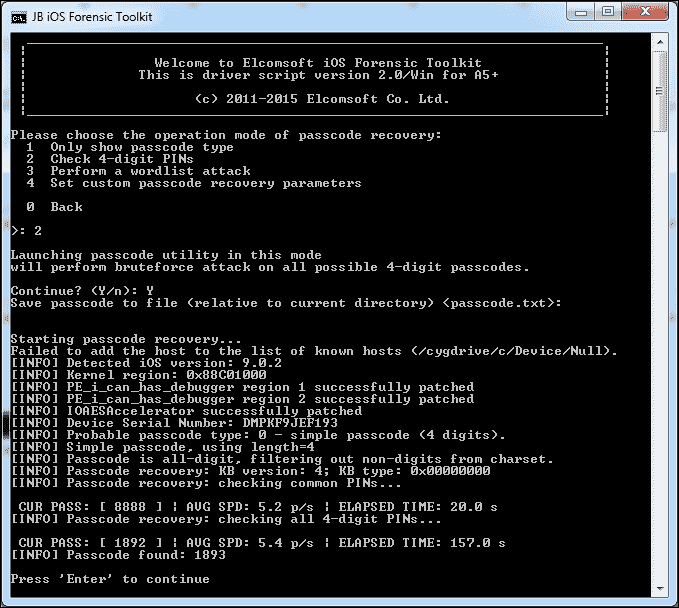 JB iOS Forensic Toolkit
Welcome to Elcomsoft iOS Forensic Toolkit
This is driver script version 2.0/Win for A5+
(c) 2011-2015 Elcomsoft Co. Ltd.
Please choose the operation mode of passcode recovery:
1 Only show passcode type
2 Check 4-digit PINs
3 Perform a wordlist attack
4 Set custom passcode recovery parameters
0 Back
>: 2
Launching passcode utility in this mode
will perform bruteforce attack on all possible 4-digit passcodes.
Continue? (Y/n): Y
Save passcode to file (relative to current directory) <passcode.txt>:
Starting passcode recovery...
Failed to add the host to the list of known hosts (/cygdrive/c/Device/Null).
[INFO] Detected iOS version: 9.0.2
[INFO] Kernel region: 0x88C01000
[INFO] PE_i_can_has_debugger region 1 successfully patched
[INFO] PE_i_can_has_debugger region 2 successfully patched
[INFO] IOAESAccelerator successfully patched
[INFO] Device Serial Number: DMPKF9JEF193
[INFO] Probable passcode type: 0 - simple passcode (4 digits).
[INFO] Simple passcode, using length=4
[INFO] Passcode is all-digit, filtering out non-digits from charset.
[INFO] Passcode recovery: KB version: 4; KB type: 0x00000000
[INFO] Passcode recovery: checking common PINs...
CUR PASS: [ 8888 ] | AVG SPD: 5.2 p/s | ELAPSED TIME: 20.0 s
[INFO] Passcode recovery: checking all 4-digit PINs...
CUR PASS: [ 1892 ] | AVG SPD: 5.4 p/s | ELAPSED TIME: 157.0 s
[INFO] Passcode found: 1893
Press 'Enter' to continue